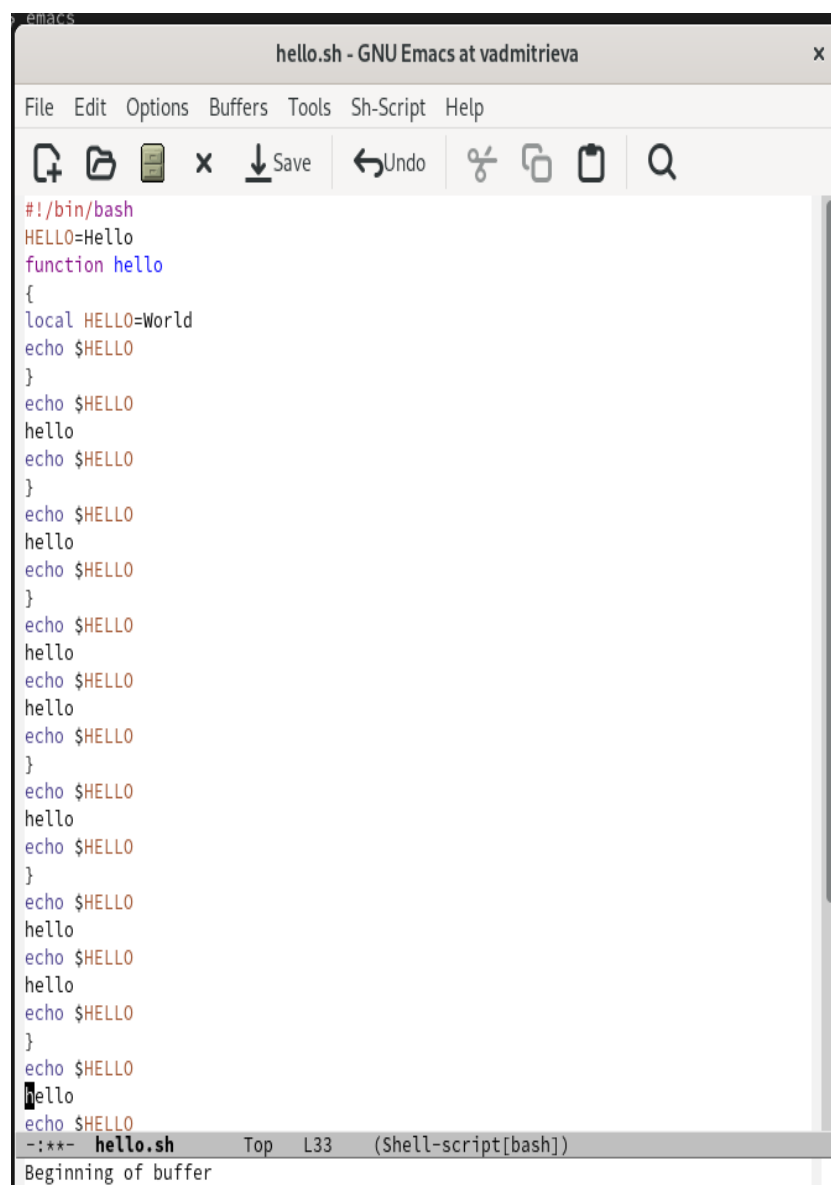 emacs
hello.sh - GNU Emacs at vadmitrieva
File Edit Options Buffers Tools Sh-Script Help
Save Undo
#!/bin/bash
HELLO=Hello
function hello
{
local HELLO=World
echo $HELLO
}
echo $HELLO
hello
echo $HELLO
}
echo $HELLO
hello
echo $HELLO
}
echo $HELLO
hello
echo $HELLO
hello
echo $HELLO
}
echo $HELLO
hello
echo $HELLO
}
echo $HELLO
hello
echo $HELLO
hello
echo $HELLO
}
echo $HELLO
hello
echo $HELLO
-:**- hello.sh Top L33 (Shell-script[bash])
Beginning of buffer